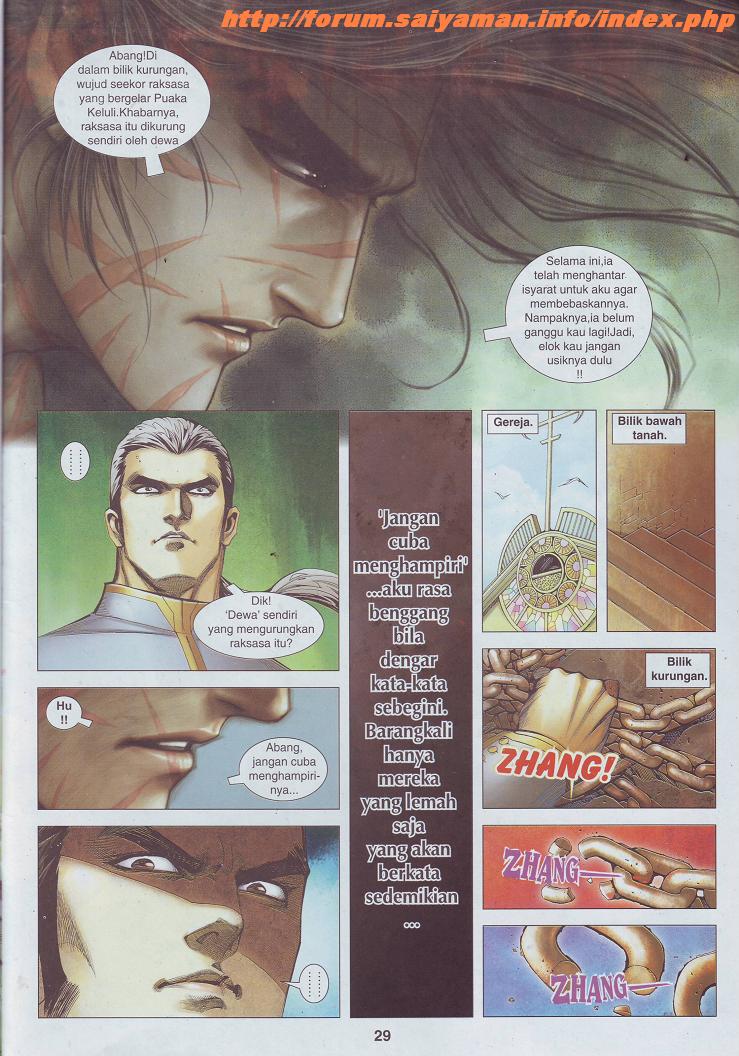 http://forum.saiyaman.info/index.php
Abang!Di
dalam bilik kurungan,
wujud seekor raksasa
yang bergelar Puaka
Keluli.Khabarnya,
raksasa itu dikurung
sendiri oleh dewa
Selama ini,ia
telah menghantar
isyarat untuk aku agar
membebaskannya.
Nampaknya,ia belum
ganggu kau lagi!Jadi,
elok kau jangan
usiknya dulu
!!
......
......
Dik!
'Dewa' sendiri
yang mengurungkan
raksasa itu?
Hu
!!
Abang,
jangan cuba
menghampiri-
nya...
......
......
'Jangan
cuba
menghampiri'
...aku rasa
benggang
bila
dengar
kata-kata
sebegini.
Barangkali
hanya
mereka
yang lemah
saja
yang akan
berkata
sedemikian
...
Gereja.
Bilik bawah
tanah.
Bilik
kurungan.
ZHANG!
ZHANG
ZHANG
29